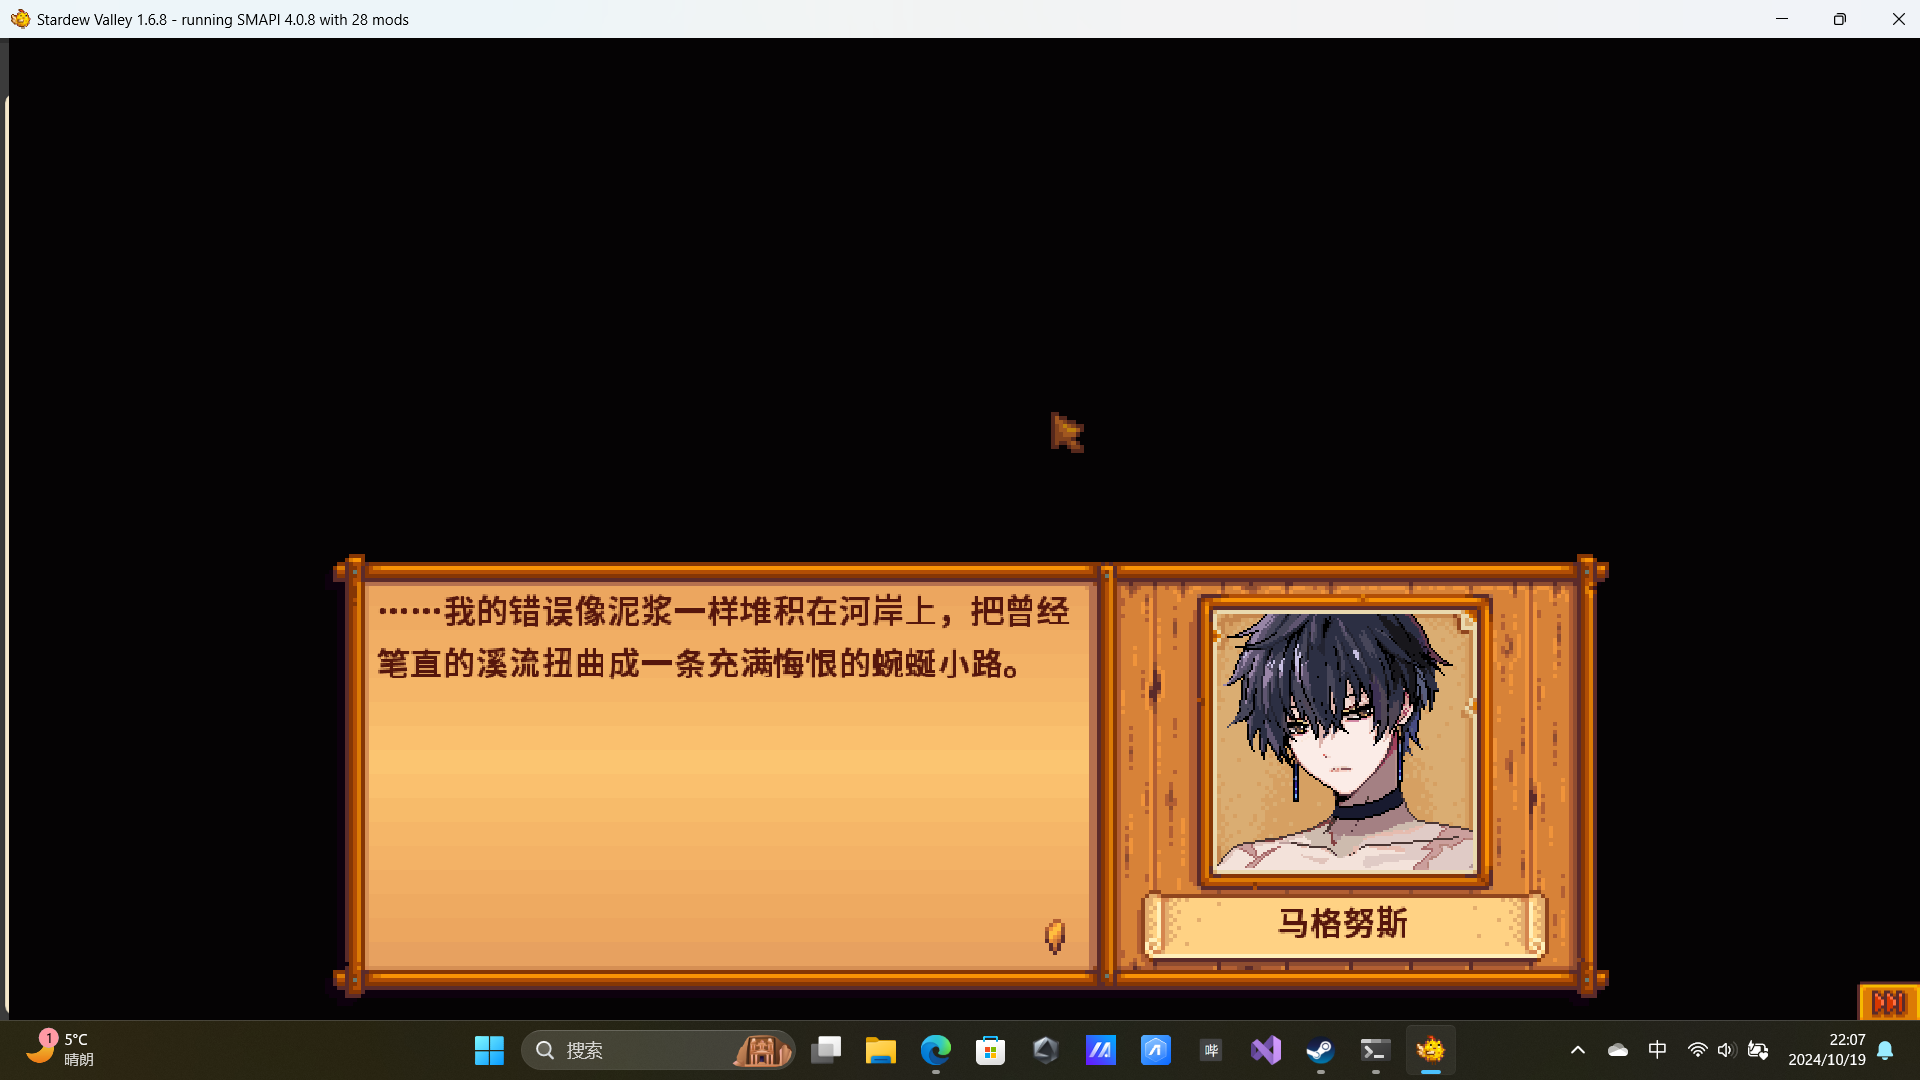 Stardew Valley 1.6.8 - running SMAPI 4.0.8 with 28 mods
……我的错误像泥浆一样堆积在河岸上，把曾经
笔直的溪流扭曲成一条充满悔恨的蜿蜒小路。
马格努斯
1
5°C
晴朗
搜索
哔
中
22:07
2024/10/19